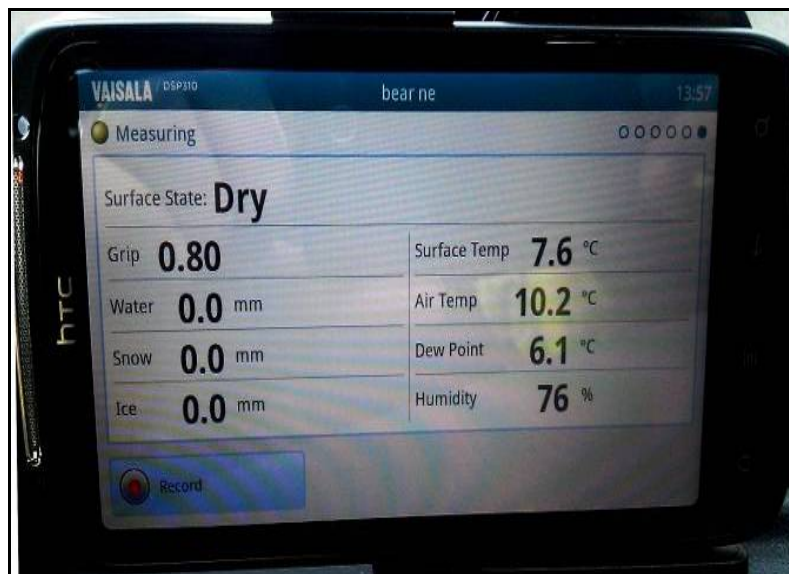 VAISALA DSP310 bear ne 13:57
Measuring
Surface State: Dry
Grip 0.80
Surface Temp 7.6 °C
Water 0.0 mm
Air Temp 10.2 °C
Snow 0.0 mm
Dew Point 6.1 °C
Ice 0.0 mm
Humidity 76 %
Record
hTC